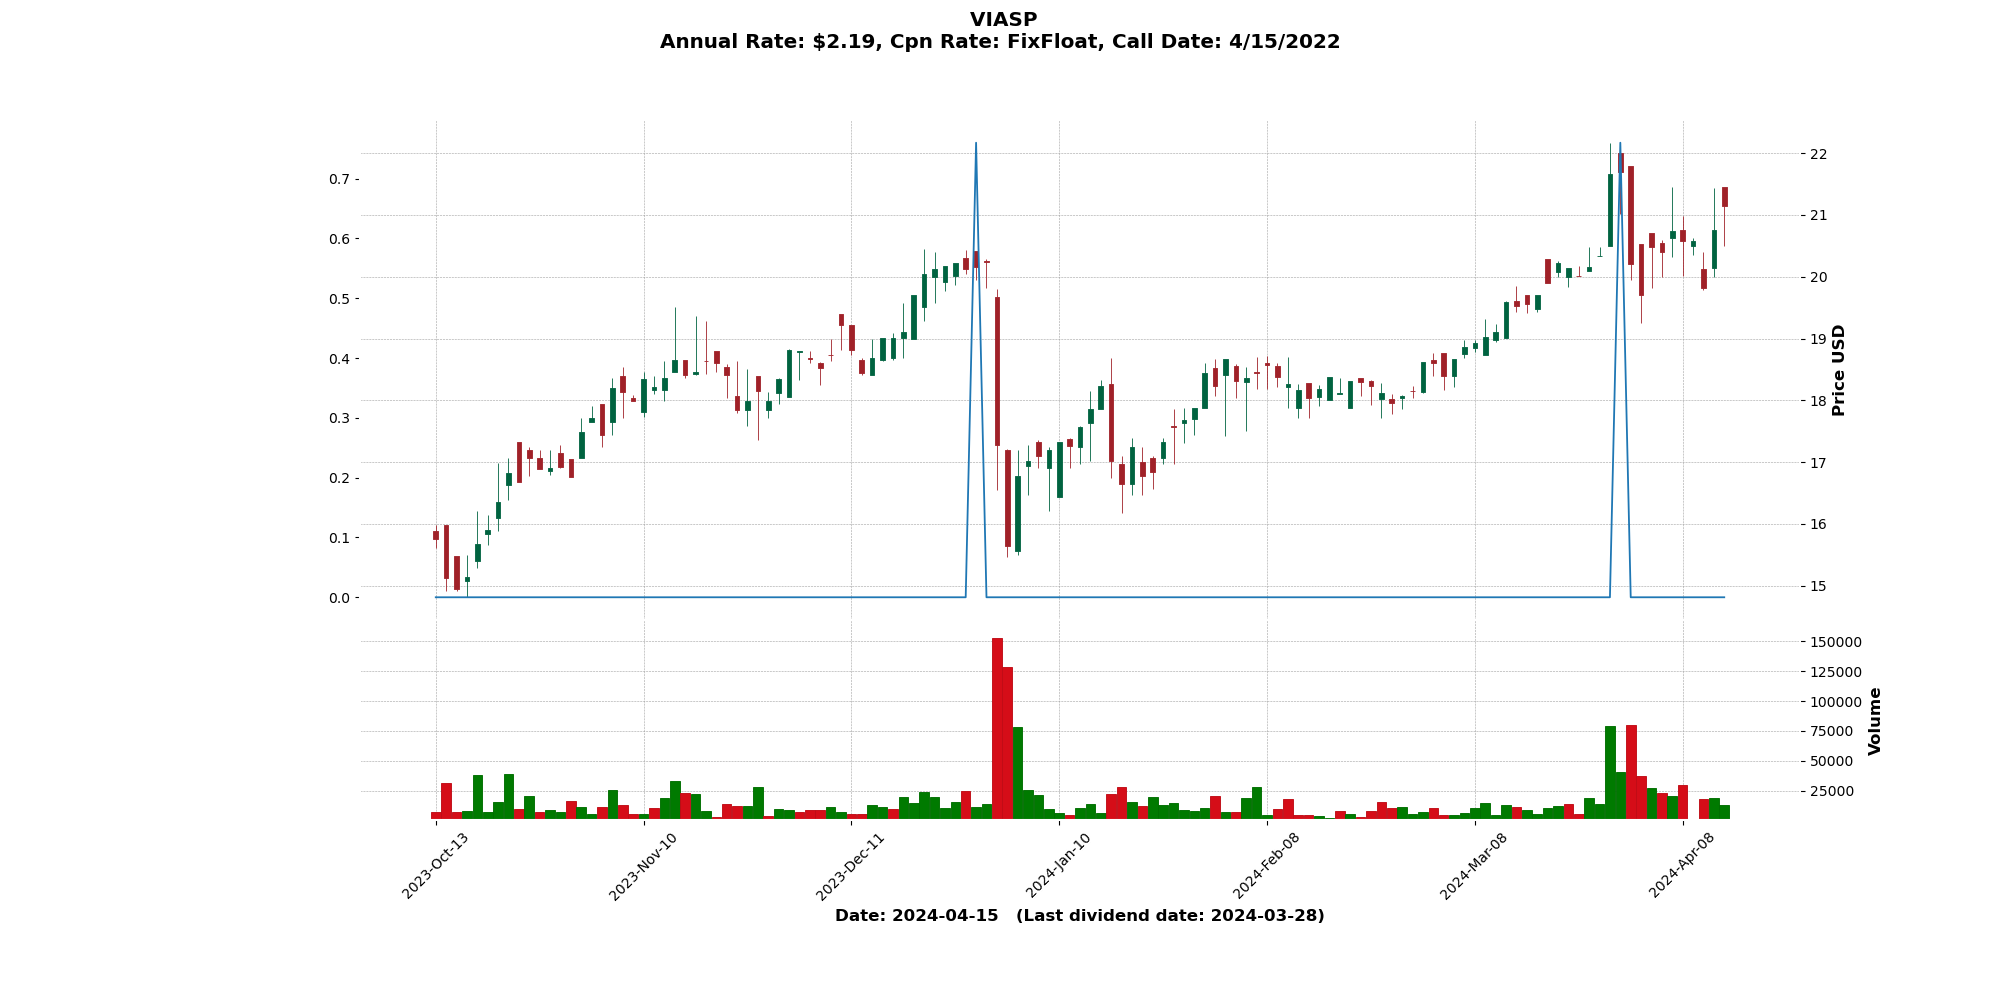 VIASP
Annual Rate: $2.19, Cpn Rate: FixFloat, Call Date: 4/15/2022
0.7
0.6
0.5
0.4
0.3
0.2
0.1
0.0
22
21
20
19
18
17
16
15
Price USD
150000
125000
100000
75000
50000
25000
Volume
2023-Oct-13
2023-Nov-10
2023-Dec-11
2024-Jan-10
2024-Feb-08
2024-Mar-08
2024-Apr-08
Date: 2024-04-15 (Last dividend date: 2024-03-28)